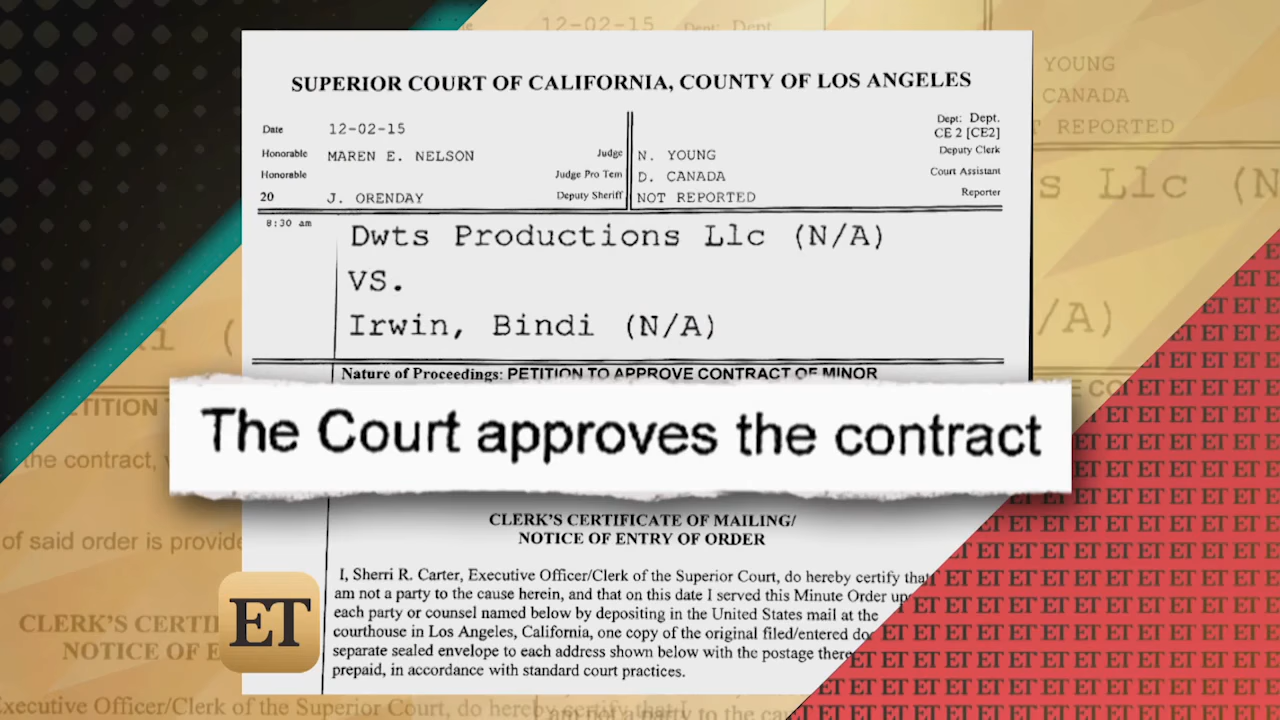 12-02-15 Dept: Dept
SUPERIOR COURT OF CALIFORNIA, COUNTY OF LOS ANGELES
Date 12-02-15 Dept: Dept.
CE 2 [CE2]
Honorable MAREN E. NELSON Judge N. YOUNG Deputy Clerk
Honorable Judge Pro Tem D. CANADA Court Assistant
20 J. ORENDAY Deputy Sheriff NOT REPORTED Reporter
8:30 am
Dwts Productions Llc (N/A)
VS.
Irwin, Bindi (N/A)
Nature of Proceedings: PETITION TO APPROVE CONTRACT OF MINOR
The Court approves the contract
CLERK'S CERTIFICATE OF MAILING/
NOTICE OF ENTRY OF ORDER
I, Sherri R. Carter, Executive Officer/Clerk of the Superior Court, do hereby certify that
am not a party to the cause herein, and that on this date I served this Minute Order
each party or counsel named below by depositing in the United States mail at the
courthouse in Los Angeles, California, one copy of the original filed/entered
separate sealed envelope to each address shown below with the postage
prepaid, in accordance with standard court practices.
ET
YOUNG
CANADA
REPORTED
s Llc (N
/A)
the contract,
of said order is provide
CLERK'S CERTI
NOTICE OF E
Executive Officer/Clerk of the Superior Court, do hereby certify that
am not a party to the